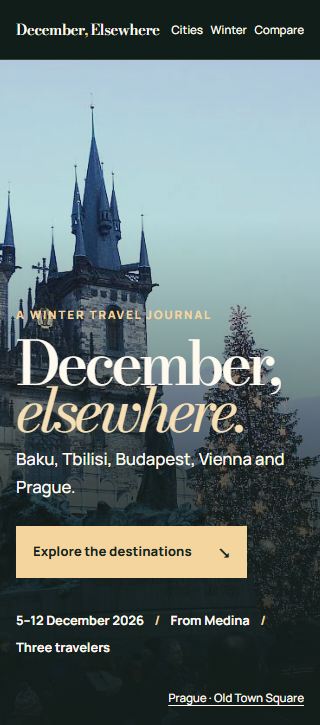 December, Elsewhere
Cities Winter Compare
A WINTER TRAVEL JOURNAL
December,
elsewhere.
Baku, Tbilisi, Budapest, Vienna and
Prague.
Explore the destinations ↘
5–12 December 2026 / From Medina /
Three travelers
Prague · Old Town Square